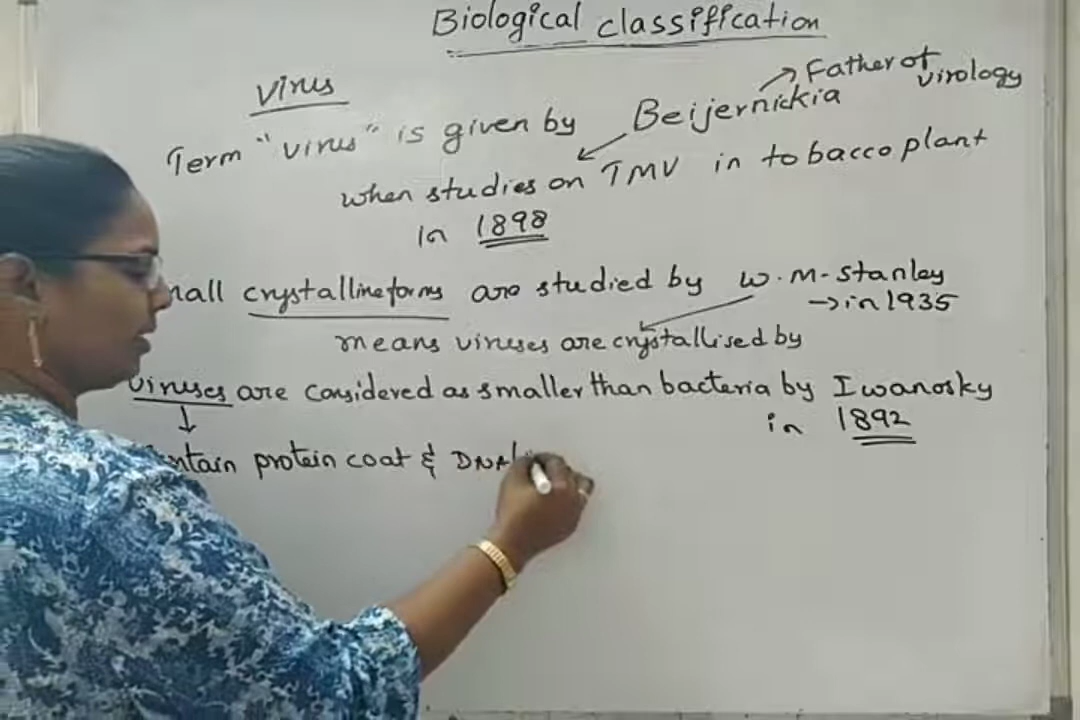 Biological classification
Virus
Father of
virology
Term "virus" is given by Beijernickia
when studies on TMV in tobacco plant
in 1898
crystalline forms are studied by W.M-Stanley
→ in 1935
means viruses are crystallised by
Viruses are considered as smaller than bacteria by Iwanosky
in 1892
protein coat & DNA